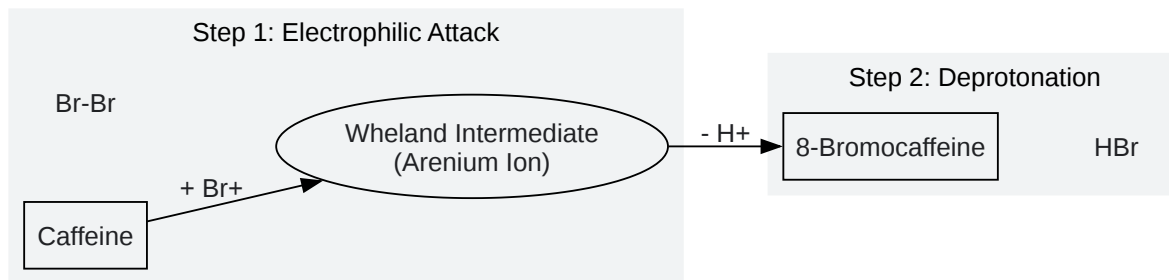 Step 1: Electrophilic Attack
Br-Br
Caffeine
+ Br+
Wheland Intermediate
(Arenium Ion)
- H+
Step 2: Deprotonation
8-Bromocaffeine
HBr